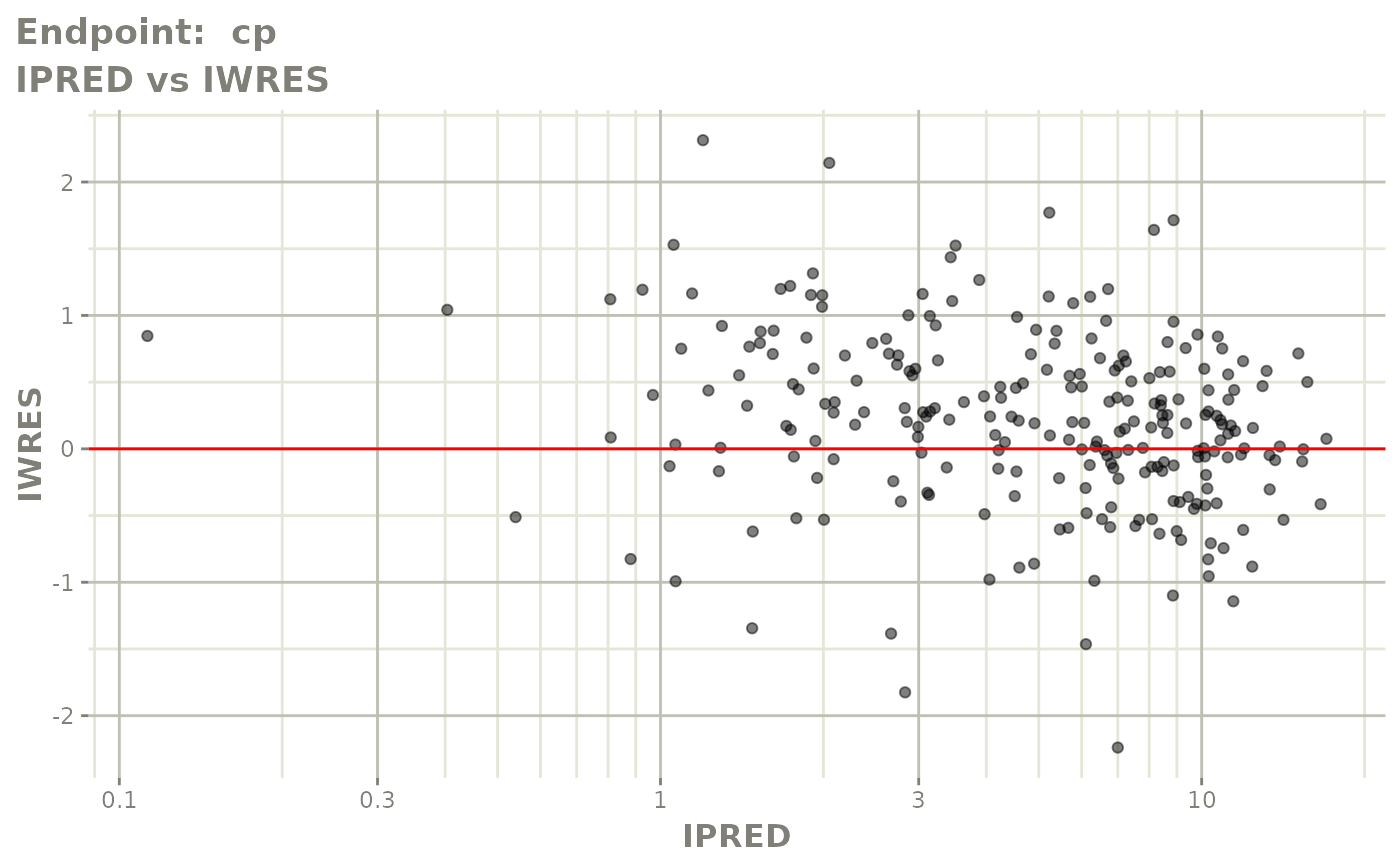 Endpoint:  cp
IPRED vs IWRES
2
1
0
-1
-2
IWRES
0.1 0.3 1 3 10
IPRED